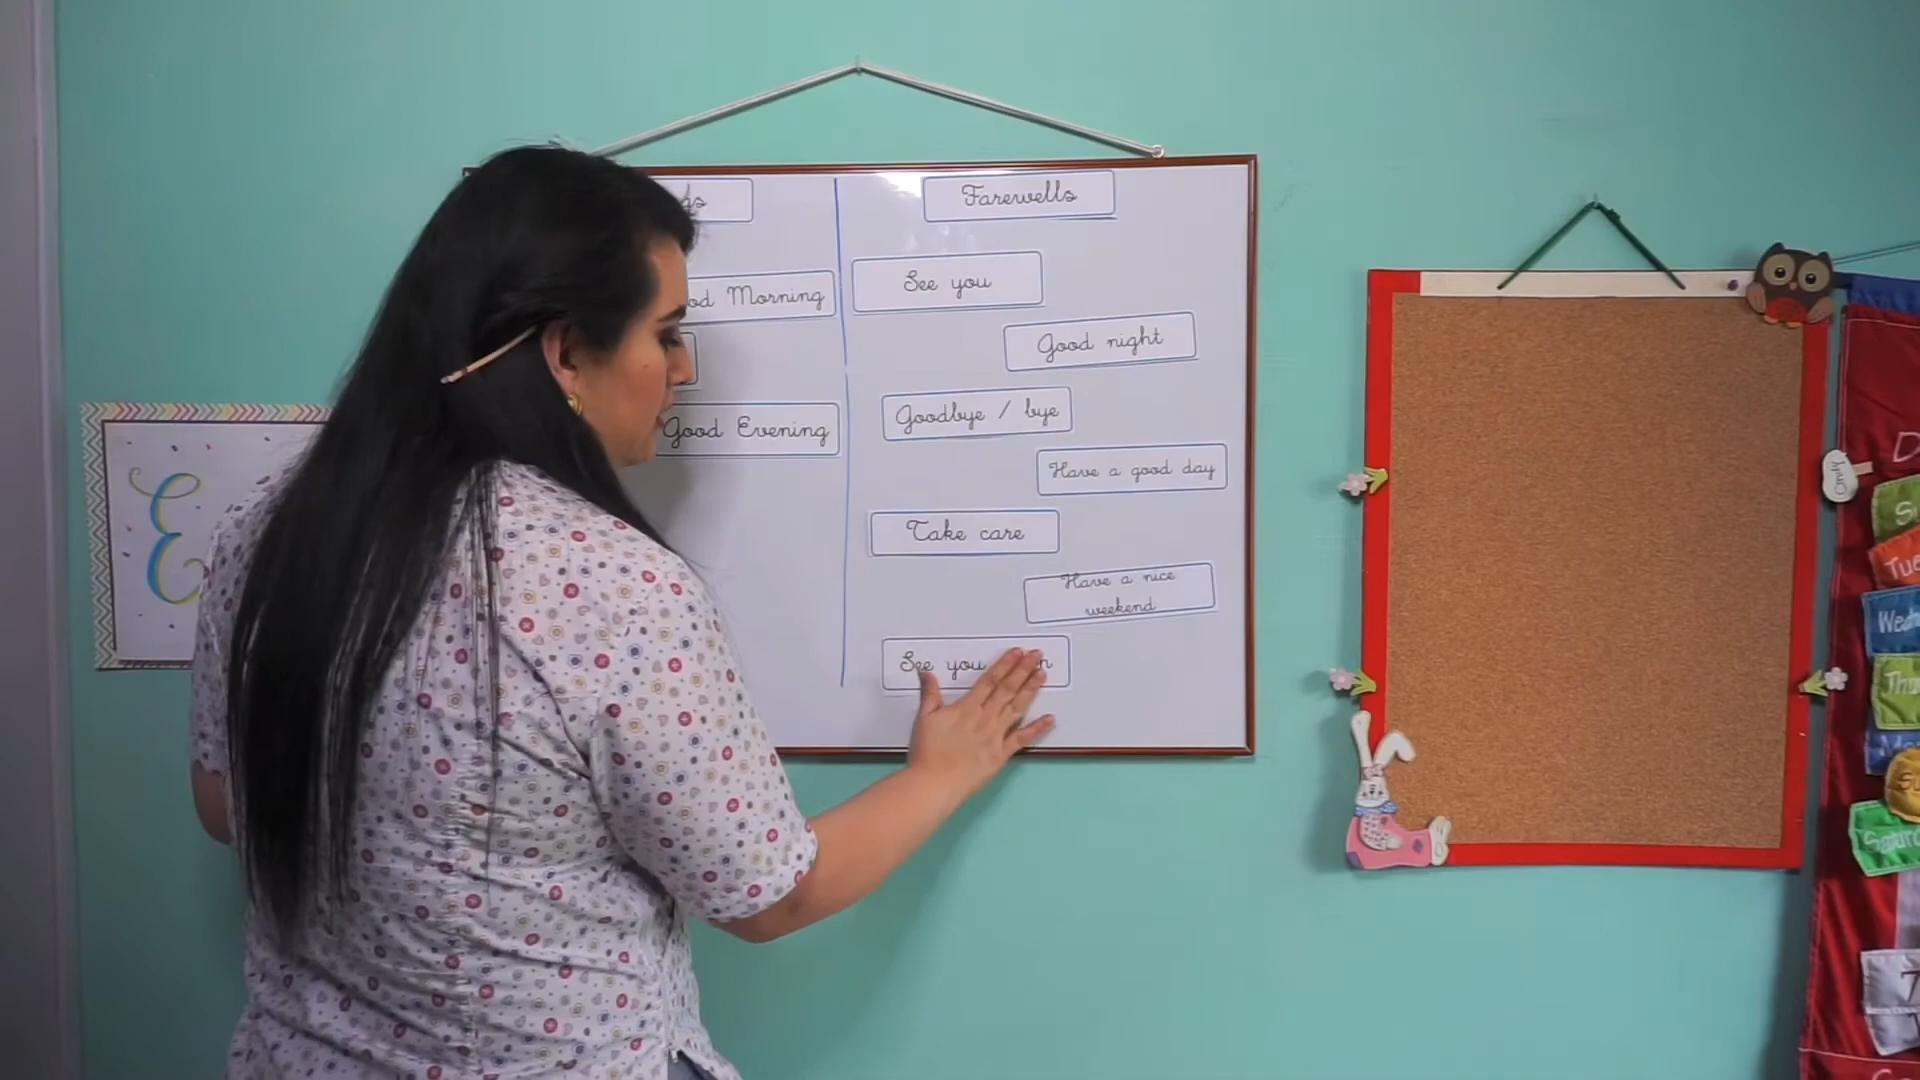 Farewells
See you
Morning
Good night
Goodbye / bye
Good Evening
Have a good day
Take care
Have a nice
weekend
See you
E
Only